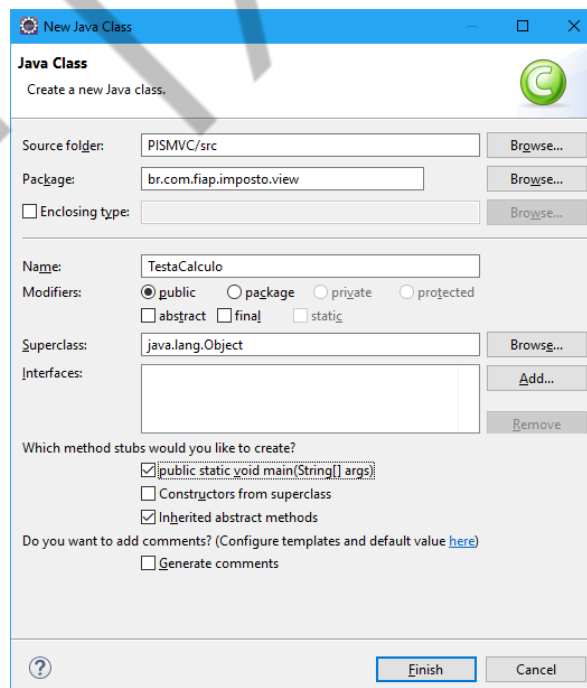 New Java Class
Java Class
Create a new Java class.
Source folder: PISMVC/src Browse...
Package: br.com.fiap.imposto.view Browse...
Enclosing type: Browse...
Name: TestaCalculo
Modifiers: public package private protected
abstract final static
Superclass: java.lang.Object Browse...
Interfaces: Add...
Remove
Which method stubs would you like to create?
public static void main(String[] args)
Constructors from superclass
Inherited abstract methods
Do you want to add comments? (Configure templates and default value here)
Generate comments
? Finish Cancel